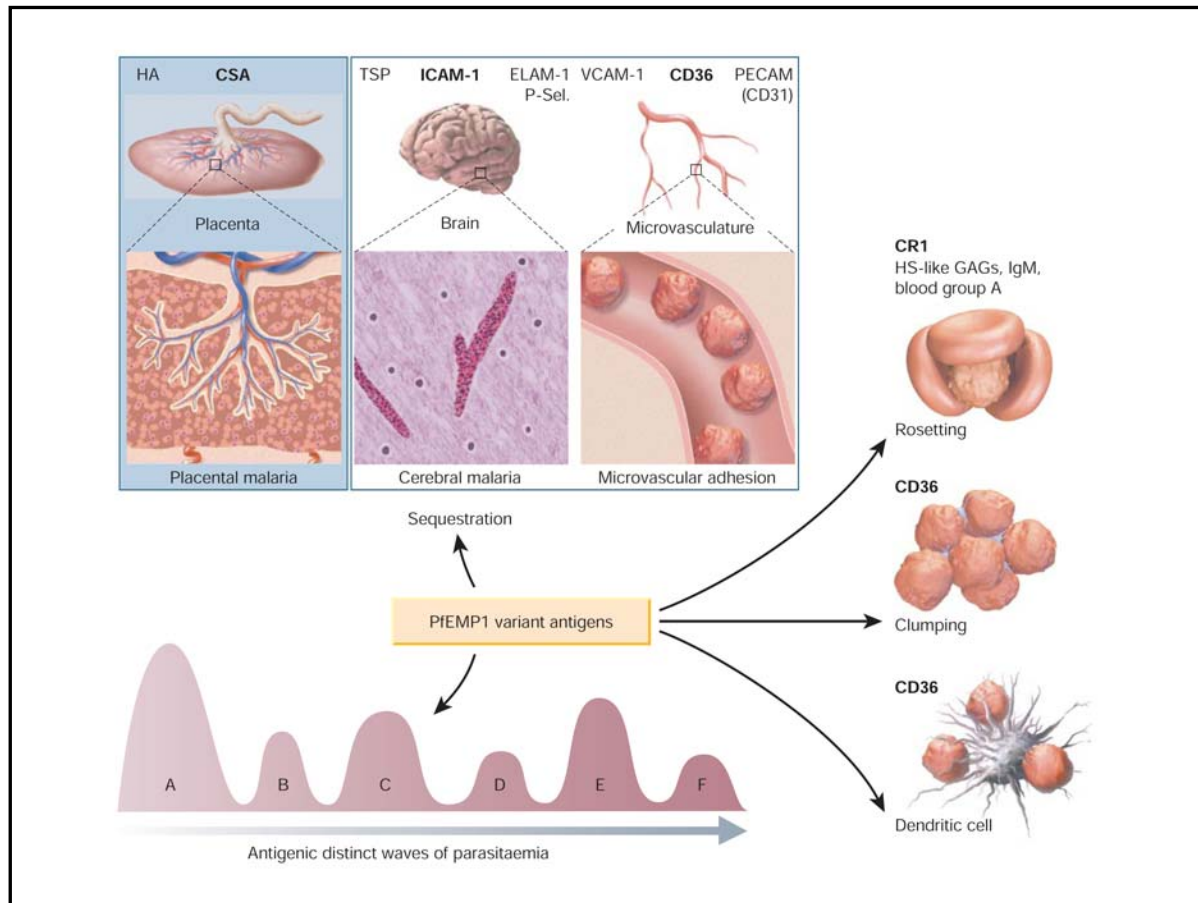 HA CSA
TSP ICAM-1 ELAM-1 VCAM-1 CD36 PECAM
P-Sel. (CD31)
Placenta
Brain
Microvasculature
Placental malaria
Cerebral malaria
Microvascular adhesion
CR1
HS-like GAGs, IgM,
blood group A
Rosetting
Sequestration
CD36
Clumping
PfEMP1 variant antigens
CD36
Dendritic cell
A B C D E F
Antigenic distinct waves of parasitaemia